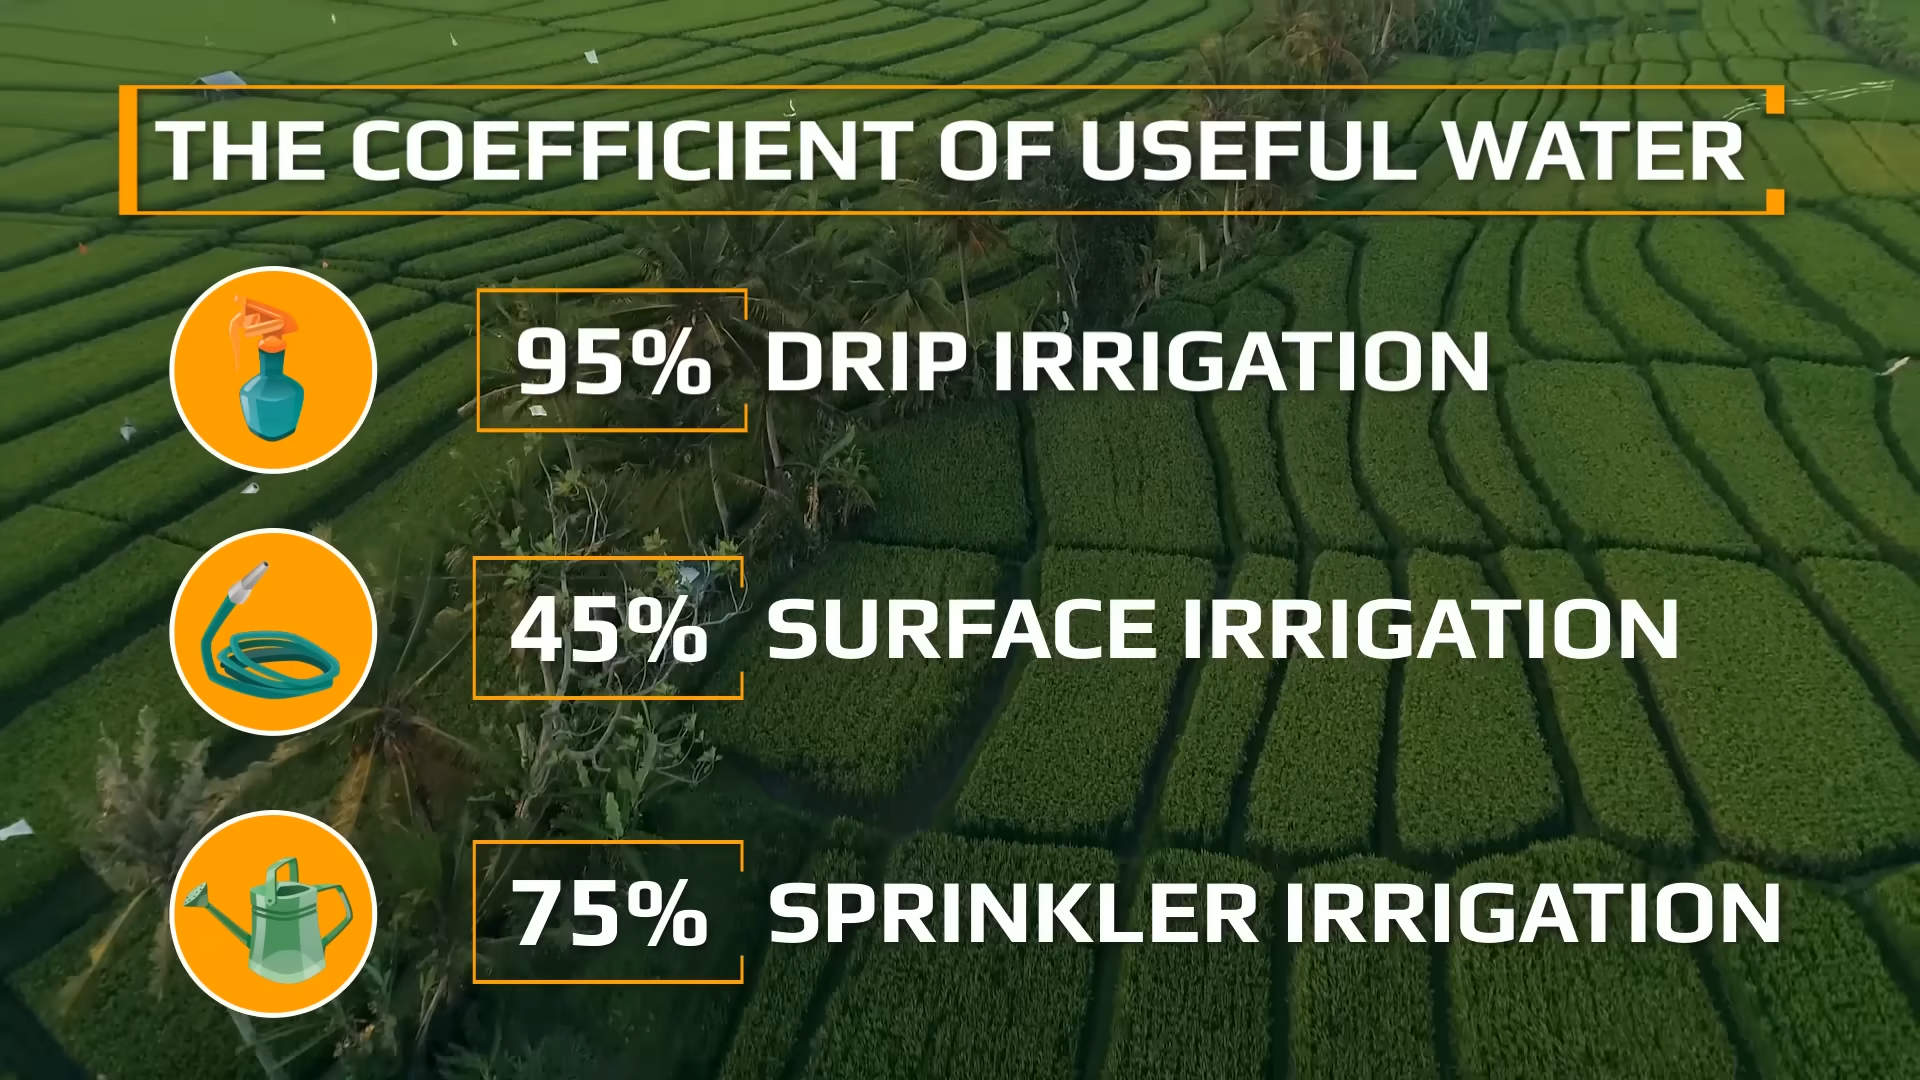 THE COEFFICIENT OF USEFUL WATER
95% DRIP IRRIGATION
45% SURFACE IRRIGATION
75% SPRINKLER IRRIGATION